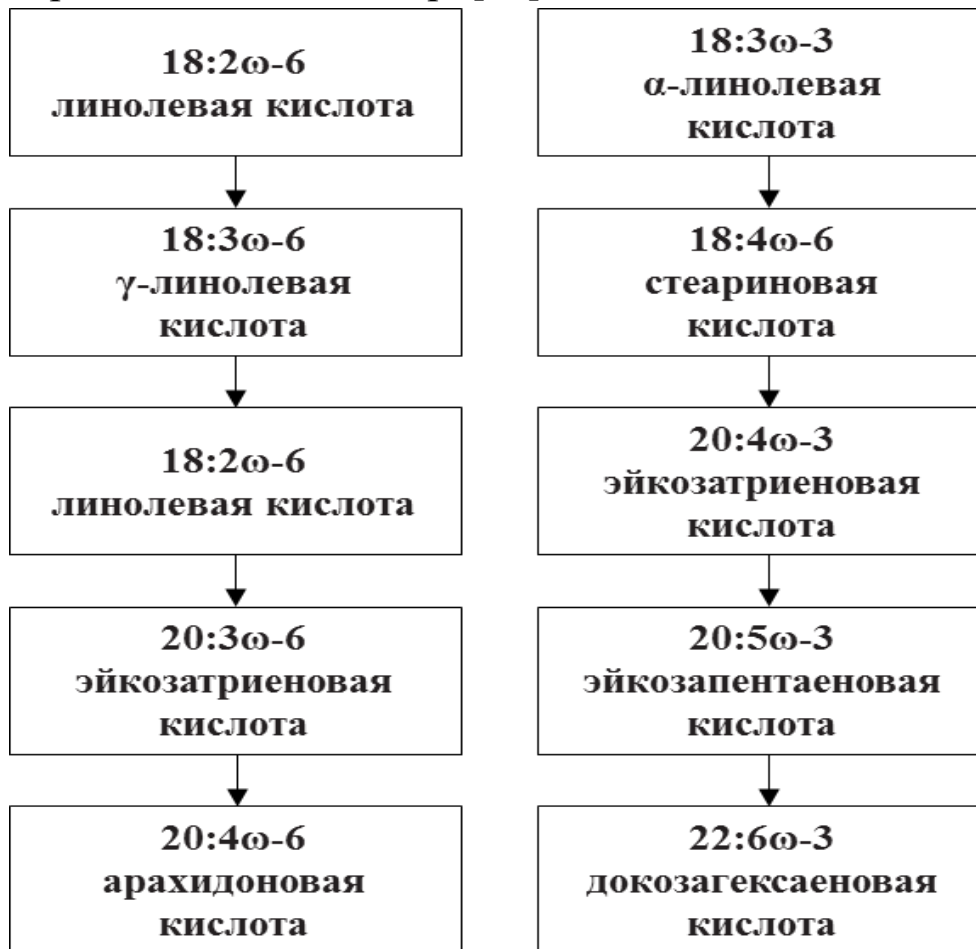 18:2ω-6
линолевая кислота
18:3ω-6
γ-линолевая
кислота
18:2ω-6
линолевая кислота
20:3ω-6
эйкозатриеновая
кислота
20:4ω-6
арахидоновая
кислота
18:3ω-3
α-линолевая
кислота
18:4ω-6
стеариновая
кислота
20:4ω-3
эйкозатриеновая
кислота
20:5ω-3
эйкозапентаеновая
кислота
22:6ω-3
докозагексаеновая
кислота